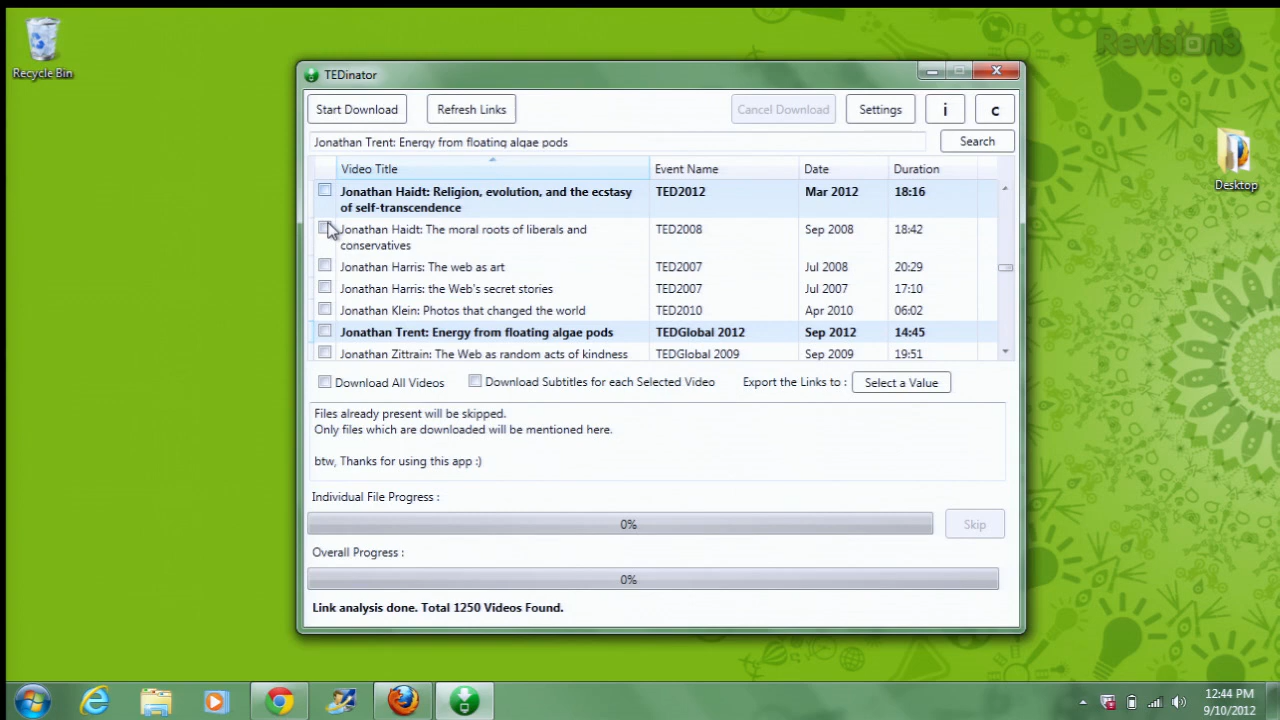 Revision3
Recycle Bin
TEDinator
Start Download Refresh Links Cancel Download Settings i c
Jonathan Trent: Energy from floating algae pods Search
Video Title Event Name Date Duration
Jonathan Haidt: Religion, evolution, and the ecstasy TED2012 Mar 2012 18:16
of self-transcendence
Jonathan Haidt: The moral roots of liberals and TED2008 Sep 2008 18:42
conservatives
Jonathan Harris: The web as art TED2007 Jul 2008 20:29
Jonathan Harris: the Web's secret stories TED2007 Jul 2007 17:10
Jonathan Klein: Photos that changed the world TED2010 Apr 2010 06:02
Jonathan Trent: Energy from floating algae pods TEDGlobal 2012 Sep 2012 14:45
Jonathan Zittrain: The Web as random acts of kindness TEDGlobal 2009 Sep 2009 19:51
Desktop
Download All Videos Download Subtitles for each Selected Video Export the Links to : Select a Value
Files already present will be skipped.
Only files which are downloaded will be mentioned here.
btw, Thanks for using this app :)
Individual File Progress :
0% Skip
Overall Progress :
0%
Link analysis done. Total 1250 Videos Found.
12:44 PM
9/10/2012